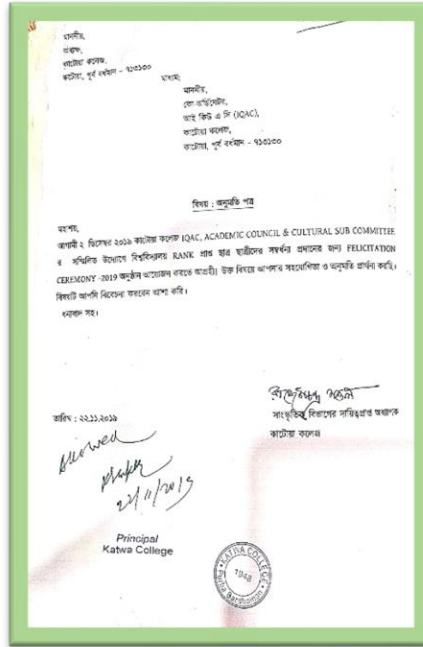 মাননীয়,
প্রাধ্যক্ষ,
কাটোয়া কলেজ,
কাটোয়া, পূর্ব বর্ধমান – ৭১৩১৩০
মাধ্যম:
মাননীয়,
কো অর্ডিনেটর,
আই কিউ এ সি (IQAC),
কাটোয়া কলেজ,
কাটোয়া, পূর্ব বর্ধমান – ৭১৩১৩০
বিষয় : অনুমতি পত্র
মহাশয়,
আগামী ২ ডিসেম্বর ২০১৯ কাটোয়া কলেজ IQAC, ACADEMIC COUNCIL & CULTURAL SUB COMMITTEE
র সম্মিলিত উদ্যোগে বিশ্ববিদ্যালয় RANK প্রাপ্ত ছাত্র ছাত্রীদের সম্বর্ধনা প্রদানের জন্য FELICITATION
CEREMONY -2019 অনুষ্ঠান আয়োজন করতে আগ্রহী। উক্ত বিষয়ে আপনার সহযোগিতা ও অনুমতি প্রার্থনা করছি।
বিষয়টি আপনি বিবেচনা করবেন আশা করি।
ধন্যবাদ সহ।
সাংস্কৃতিক বিভাগের দায়িত্বপ্রাপ্ত অধ্যাপক
কাটোয়া কলেজ
তারিখ : ২২.১১.২০১৯
Allowed
22/11/2019
Principal
Katwa College
KATWA COLLEGE
1948
Purba Bardhaman